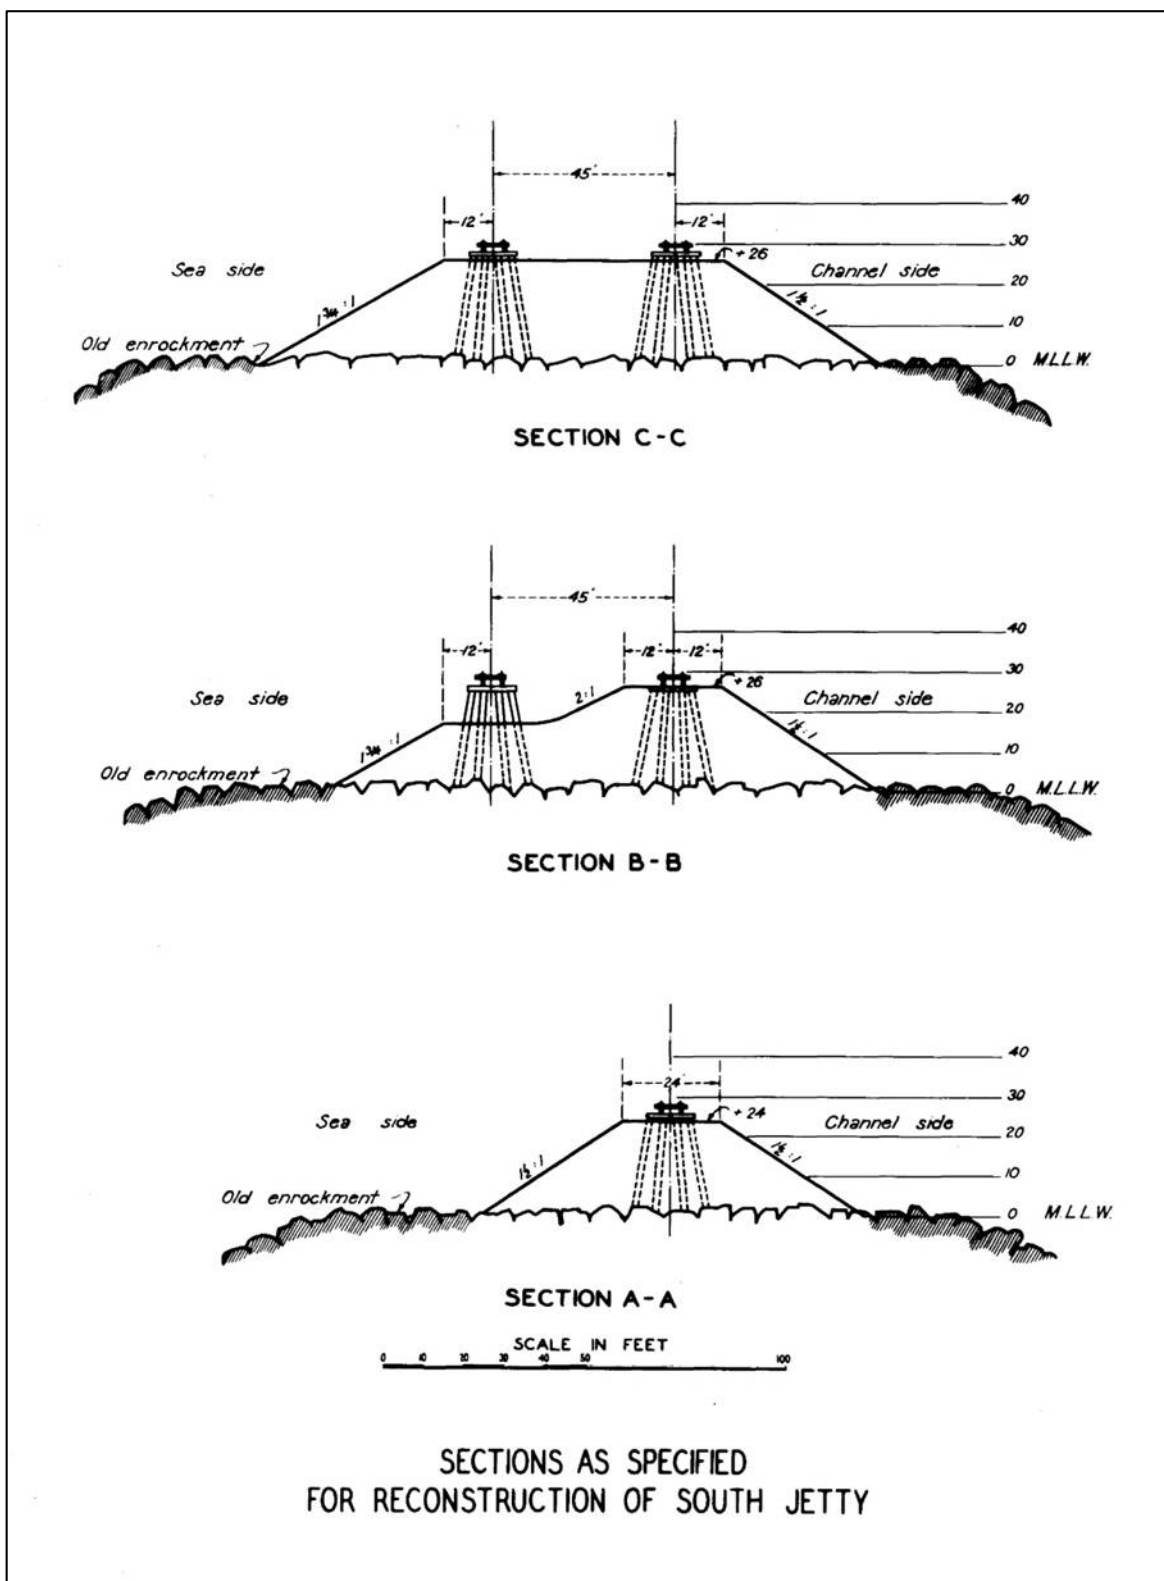 45'
40
12'
12'
30
+26
Sea side
Channel side
20
1¾:1
1½:1
10
Old enrockment
0 M.L.L.W.
SECTION C-C
45'
40
12'
12'
12'
30
+26
Sea side
2:1
Channel side
20
1¾:1
1½:1
10
Old enrockment
0 M.L.L.W.
SECTION B-B
40
24'
30
+24
Sea side
Channel side
20
1½:1
1½:1
10
Old enrockment
0 M.L.L.W.
SECTION A-A
SCALE IN FEET
0 10 20 30 40 50 100
SECTIONS AS SPECIFIED
FOR RECONSTRUCTION OF SOUTH JETTY